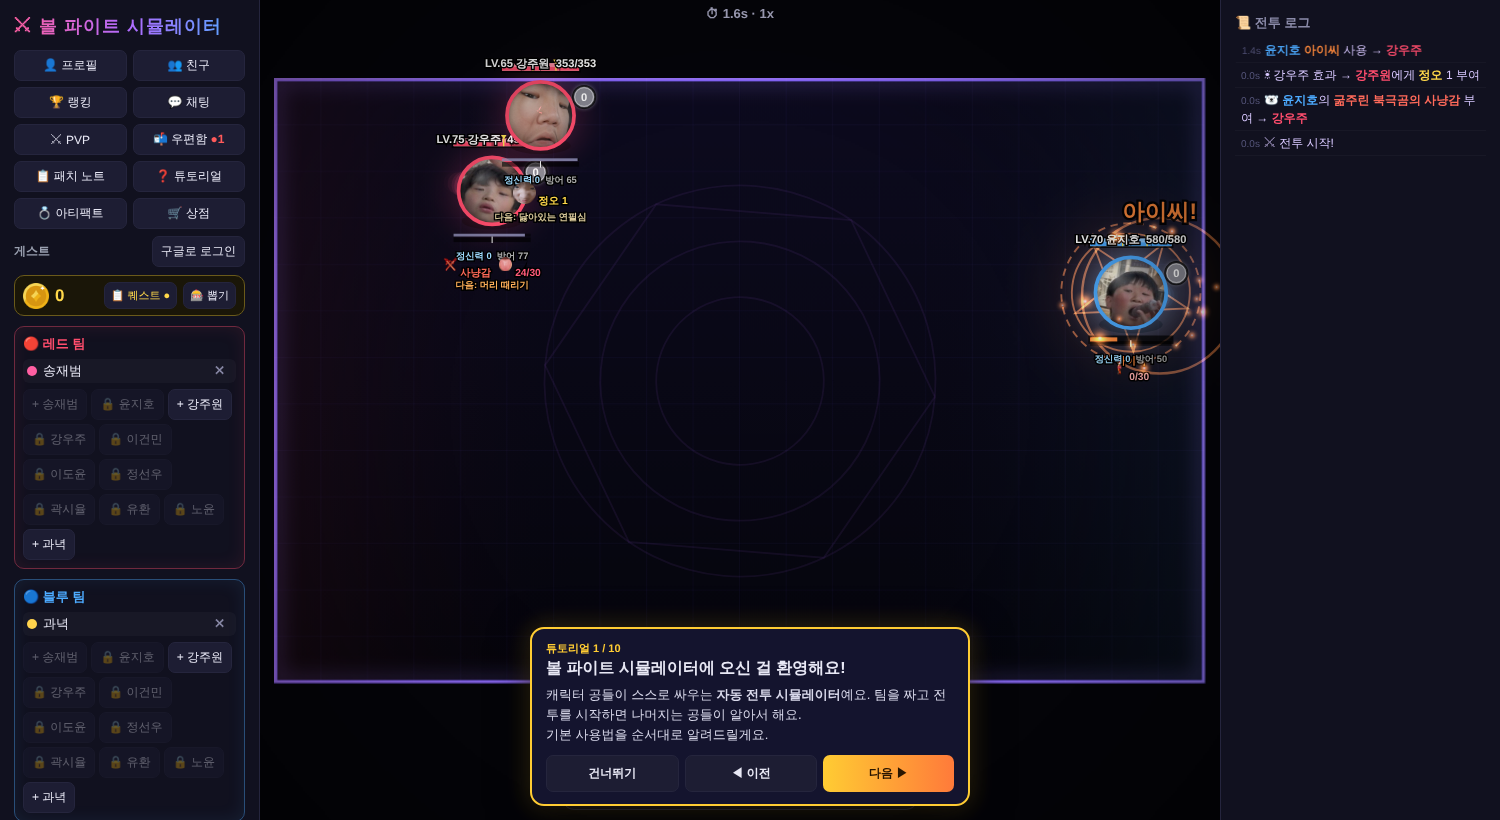 ⚔ 볼 파이트 시뮬레이터
👤 프로필
👥 친구
🏆 랭킹
💬 채팅
⚔ PVP
📬 우편함 ●1
📋 패치 노트
❓ 튜토리얼
💍 아티팩트
🛒 상점
게스트
구글로 로그인
0
📋 퀘스트 ●
🎰 뽑기
🔴 레드 팀
송재범 ✕
+ 송재범
🔒 윤지호
+ 강주원
🔒 강우주
🔒 이건민
🔒 이도윤
🔒 정선우
🔒 곽시율
🔒 유환
🔒 노윤
+ 과녁
🔵 블루 팀
과녁 ✕
+ 송재범
🔒 윤지호
+ 강주원
🔒 강우주
🔒 이건민
🔒 이도윤
🔒 정선우
🔒 곽시율
🔒 유환
🔒 노윤
+ 과녁
⏱ 1.6s · 1x
LV.65 강주원 353/353
0
LV.75 강우주
0
정신력 0 방어 65
정오 1
다음: 닳아있는 연필심
정신력 0 방어 77
사냥감
24/30
다음: 머리 때리기
아이씨!
LV.70 윤지호 580/580
0
정신력 0 방어 50
0/30
튜토리얼 1 / 10
볼 파이트 시뮬레이터에 오신 걸 환영해요!
캐릭터 공들이 스스로 싸우는 자동 전투 시뮬레이터예요. 팀을 짜고 전
투를 시작하면 나머지는 공들이 알아서 해요.
기본 사용법을 순서대로 알려드릴게요.
건너뛰기
◀ 이전
다음 ▶
📜 전투 로그
1.4s 윤지호 아이씨 사용 → 강우주
0.0s ☀ 강우주 효과 → 강주원에게 정오 1 부여
0.0s 🐻‍❄️ 윤지호의 굶주린 북극곰의 사냥감 부
여 → 강우주
0.0s ⚔ 전투 시작!